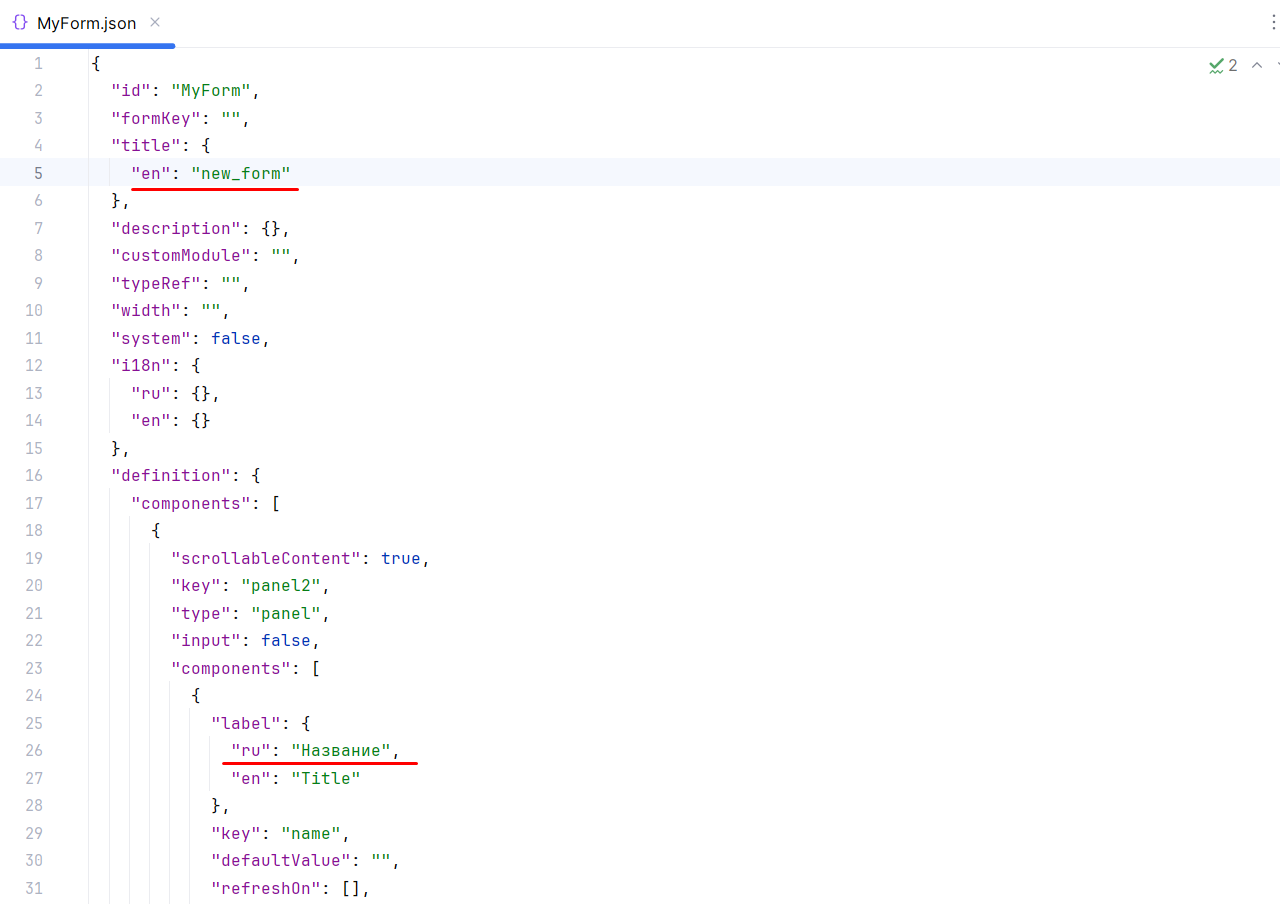 MyForm.json
2
1 {
2 "id": "MyForm",
3 "formKey": "",
4 "title": {
5 "en": "new_form"
6 },
7 "description": {},
8 "customModule": "",
9 "typeRef": "",
10 "width": "",
11 "system": false,
12 "i18n": {
13 "ru": {},
14 "en": {}
15 },
16 "definition": {
17 "components": [
18 {
19 "scrollableContent": true,
20 "key": "panel2",
21 "type": "panel",
22 "input": false,
23 "components": [
24 {
25 "label": {
26 "ru": "Название",
27 "en": "Title"
28 },
29 "key": "name",
30 "defaultValue": "",
31 "refreshOn": [],